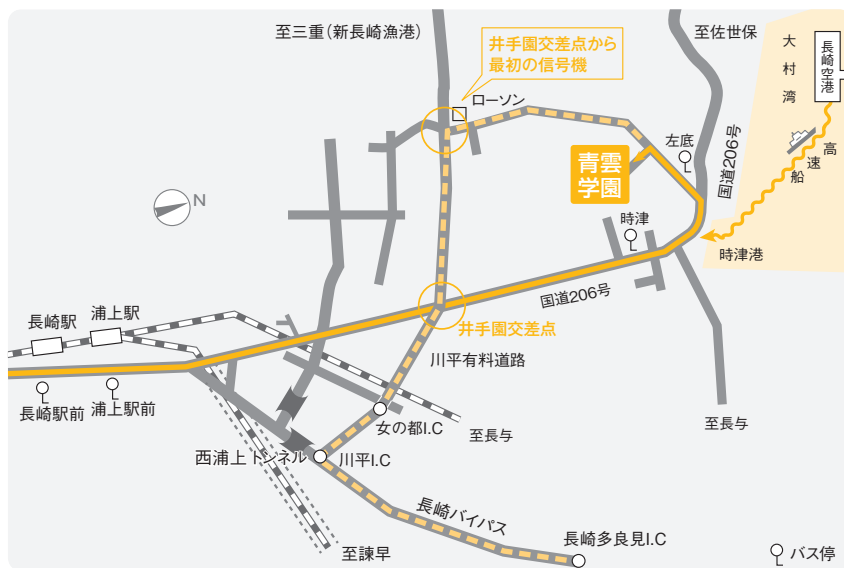 至三重(新長崎漁港)
井手園交差点から
最初の信号機
ローソン
至佐世保
大村湾
長崎空港
高速船
左底
国道206号
青雲
学園
時津
時津港
N
国道206号
井手園交差点
長崎駅
浦上駅
川平有料道路
長崎駅前
浦上駅前
女の都I.C
至長与
至長与
西浦上トンネル
川平I.C
長崎バイパス
長崎多良見I.C
至諫早
バス停